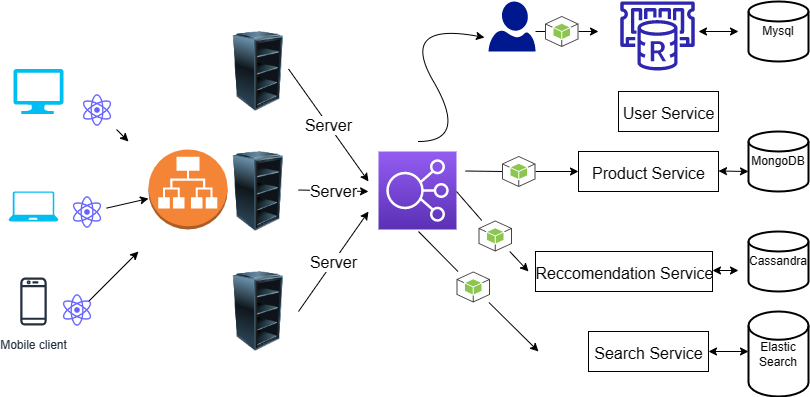 Mysql
R
User Service
Server
MongoDB
Product Service
Server
Server
Cassandra
Reccomendation Service
Mobile client
Search Service
Elastic
Search